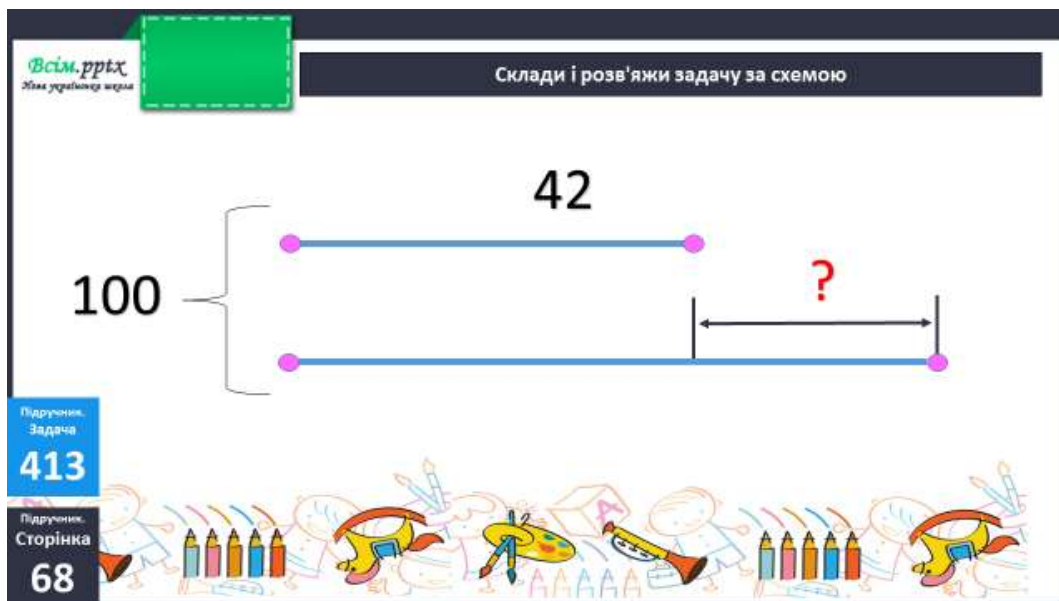 Всім.pptx
Нова українська школа
Склади і розв'яжи задачу за схемою
42
100
?
Підручник.
Задача
413
Підручник.
Сторінка
68